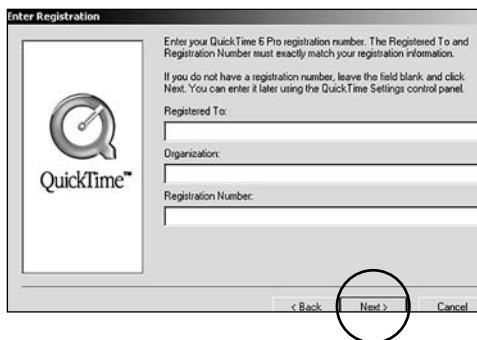 Enter Registration
Enter your QuickTime 6 Pro registration number. The Registered To and
Registration Number must exactly match your registration information.
If you do not have a registration number, leave the field blank and click
Next. You can enter it later using the QuickTime Settings control panel.
Registered To:
Organization:
Registration Number:
QuickTime™
< Back
Next >
Cancel